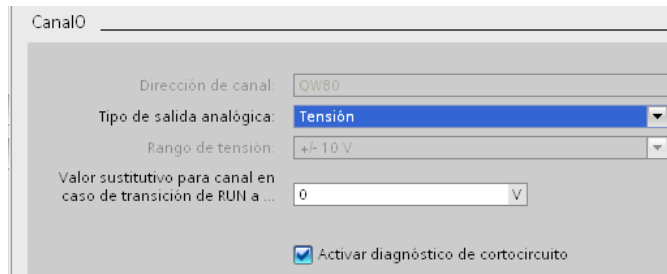 Canal0
Dirección de canal: QW80
Tipo de salida analógica: Tensión
Rango de tensión: +/- 10 V
Valor sustitutivo para canal en
caso de transición de RUN a ... 0 V
Activar diagnóstico de cortocircuito